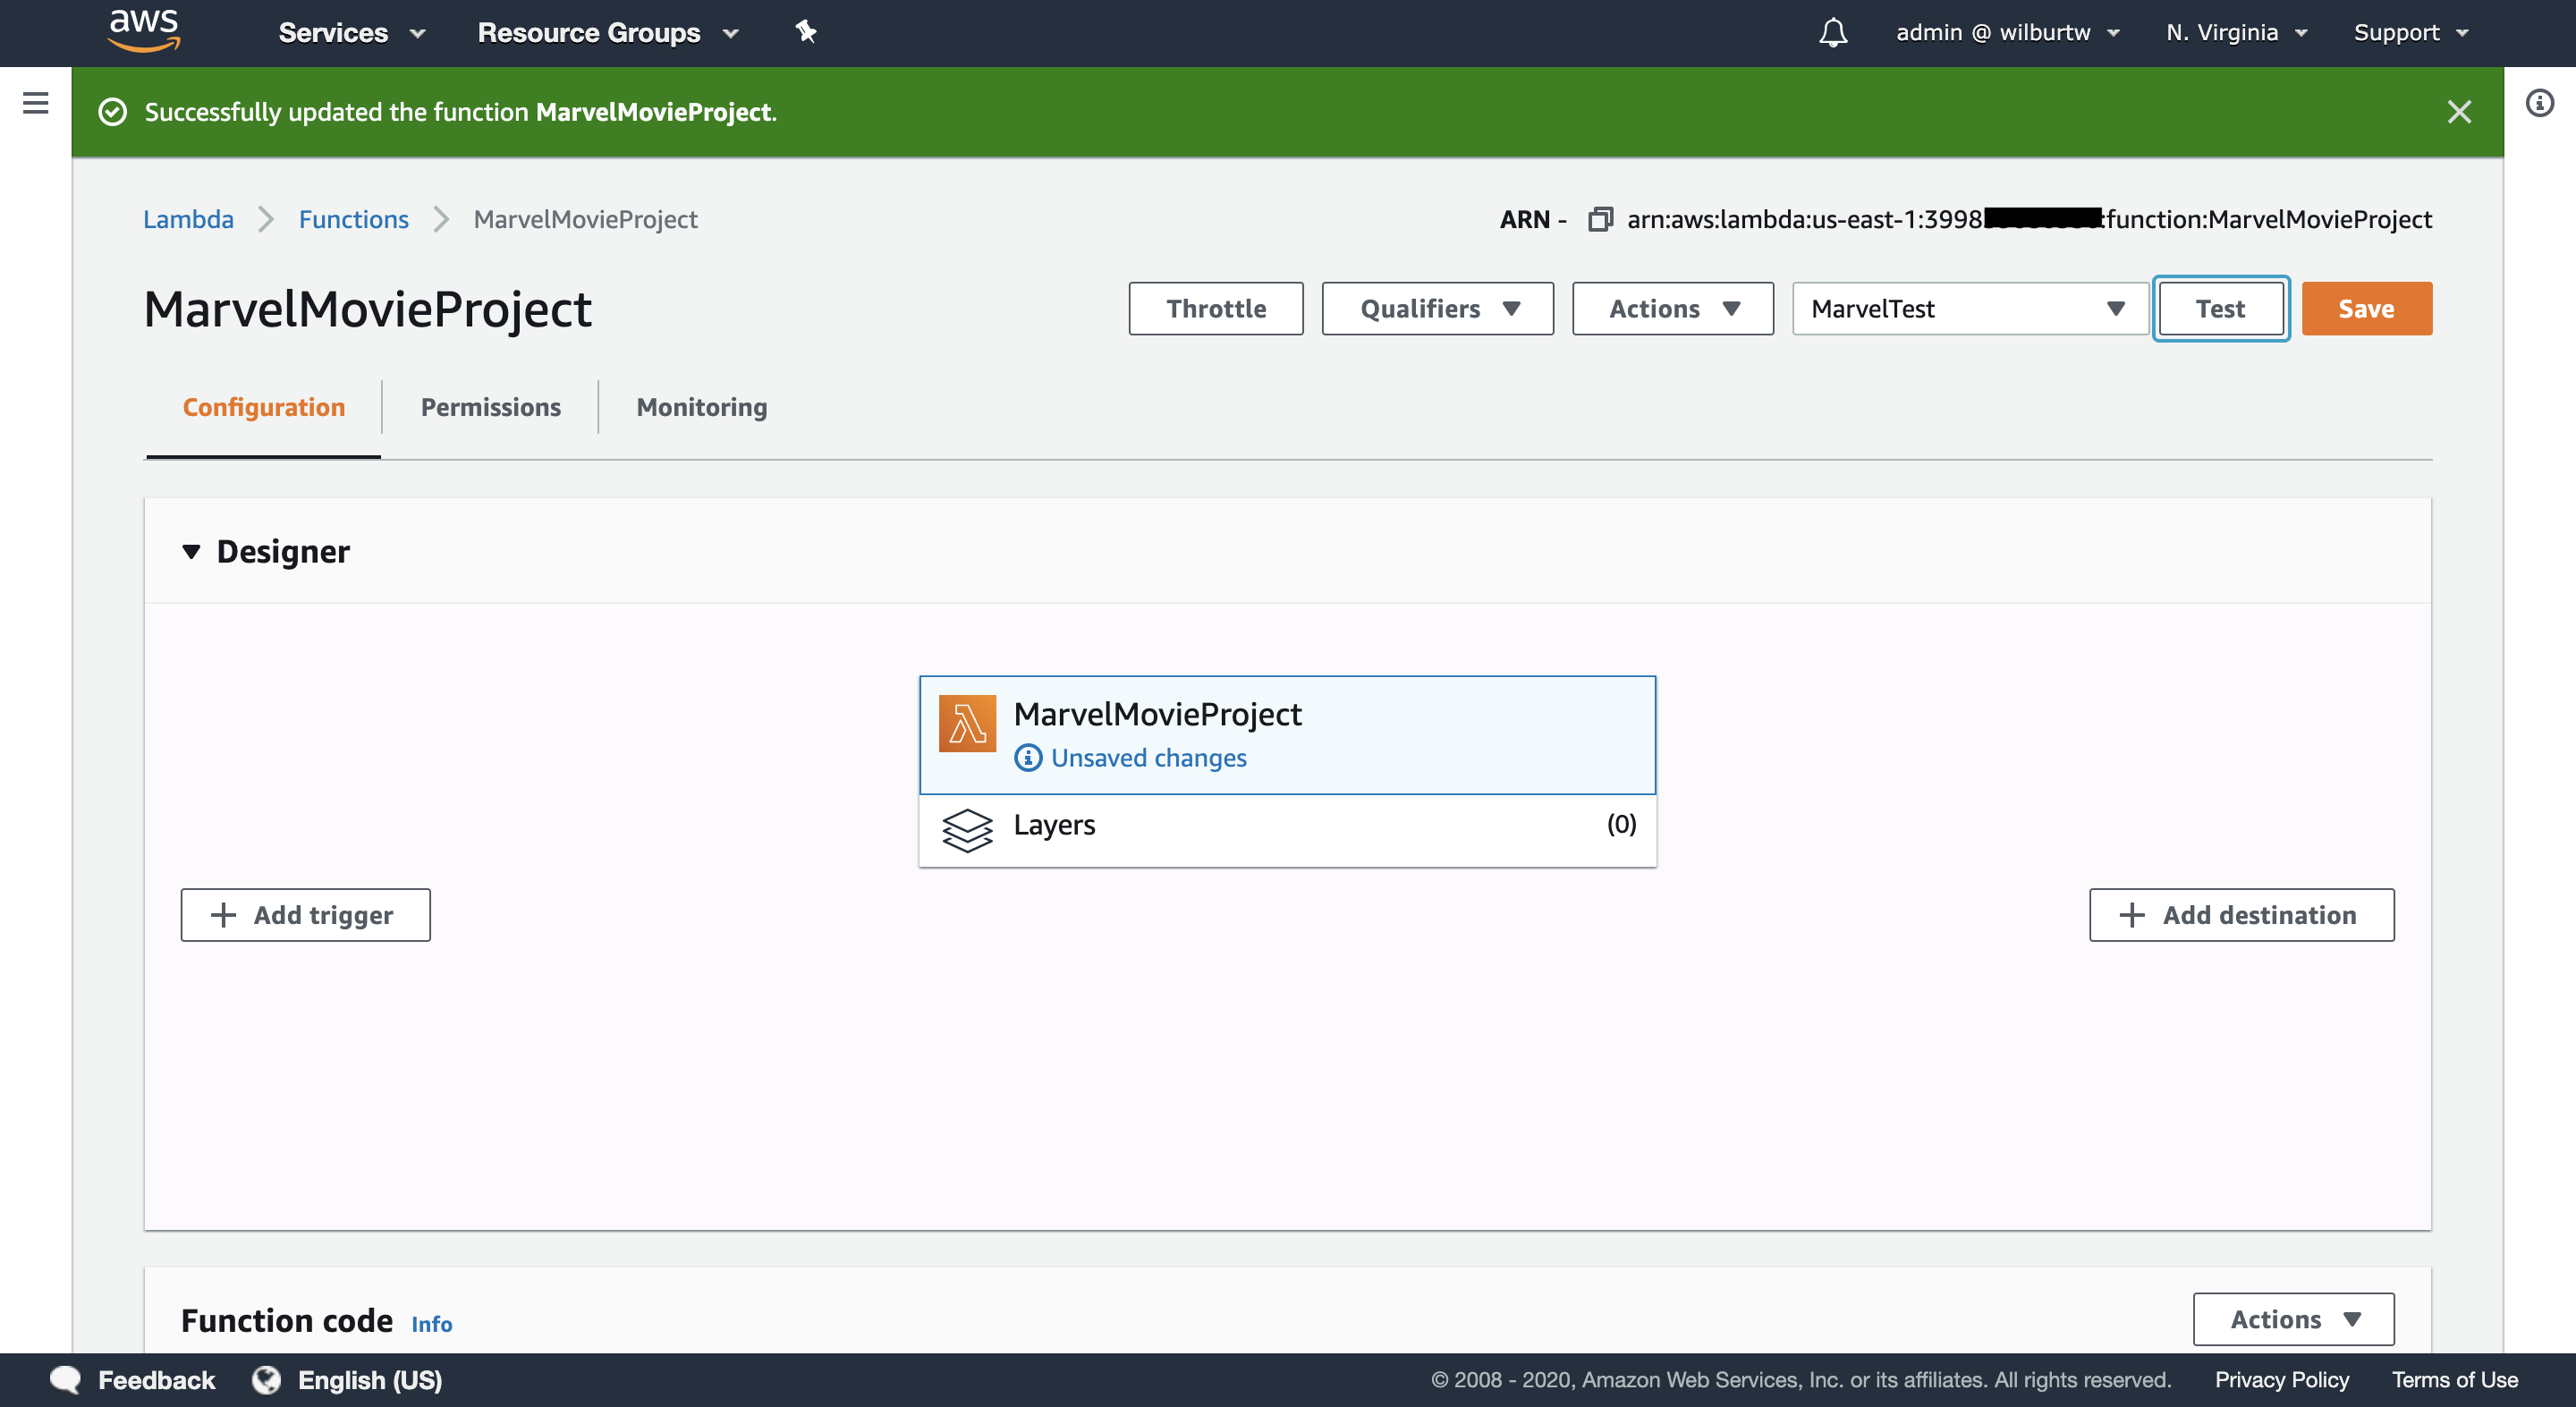 aws Services Resource Groups admin @ wilburtw N. Virginia Support
Successfully updated the function MarvelMovieProject.
Lambda Functions MarvelMovieProject ARN - arn:aws:lambda:us-east-1:3998 :function:MarvelMovieProject
MarvelMovieProject Throttle Qualifiers Actions MarvelTest Test Save
Configuration Permissions Monitoring
Designer
MarvelMovieProject
Unsaved changes
Layers (0)
Add trigger Add destination
Function code Info Actions
Feedback English (US) © 2008 - 2020, Amazon Web Services, Inc. or its affiliates. All rights reserved. Privacy Policy Terms of Use